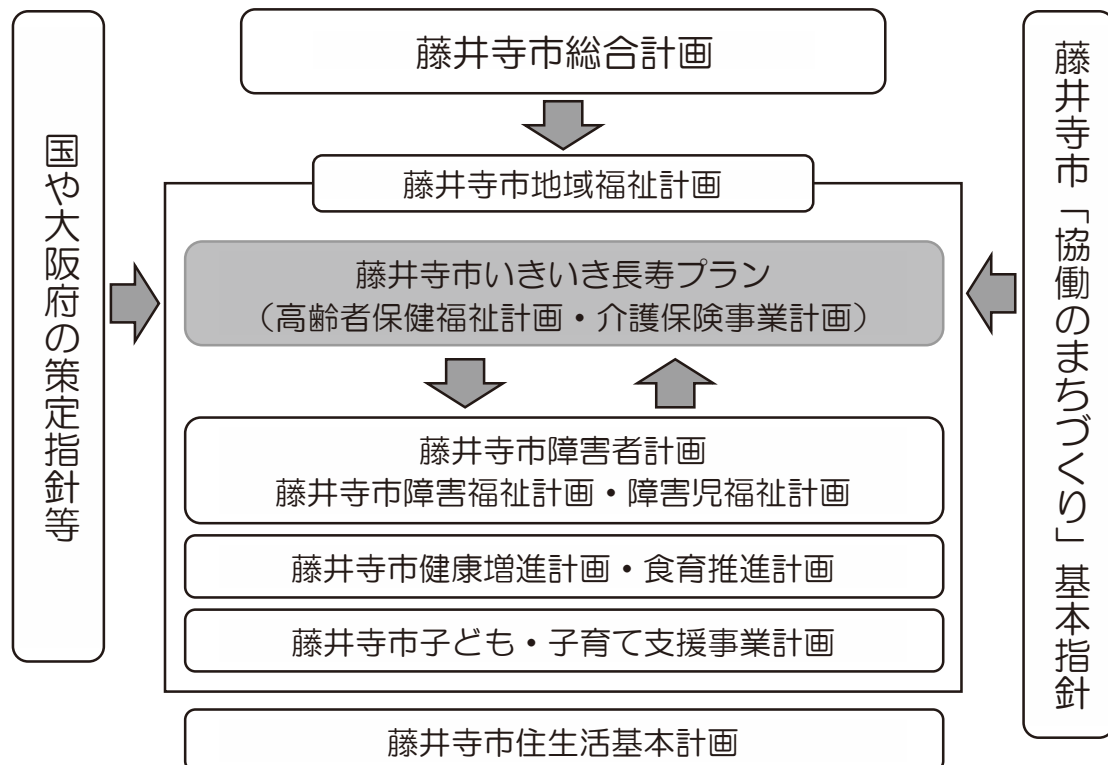 藤井寺市総合計画
国や大阪府の策定指針等
藤井寺市「協働のまちづくり」基本指針
藤井寺市地域福祉計画
藤井寺市いきいき長寿プラン
（高齢者保健福祉計画・介護保険事業計画）
藤井寺市障害者計画
藤井寺市障害福祉計画・障害児福祉計画
藤井寺市健康増進計画・食育推進計画
藤井寺市子ども・子育て支援事業計画
藤井寺市住生活基本計画